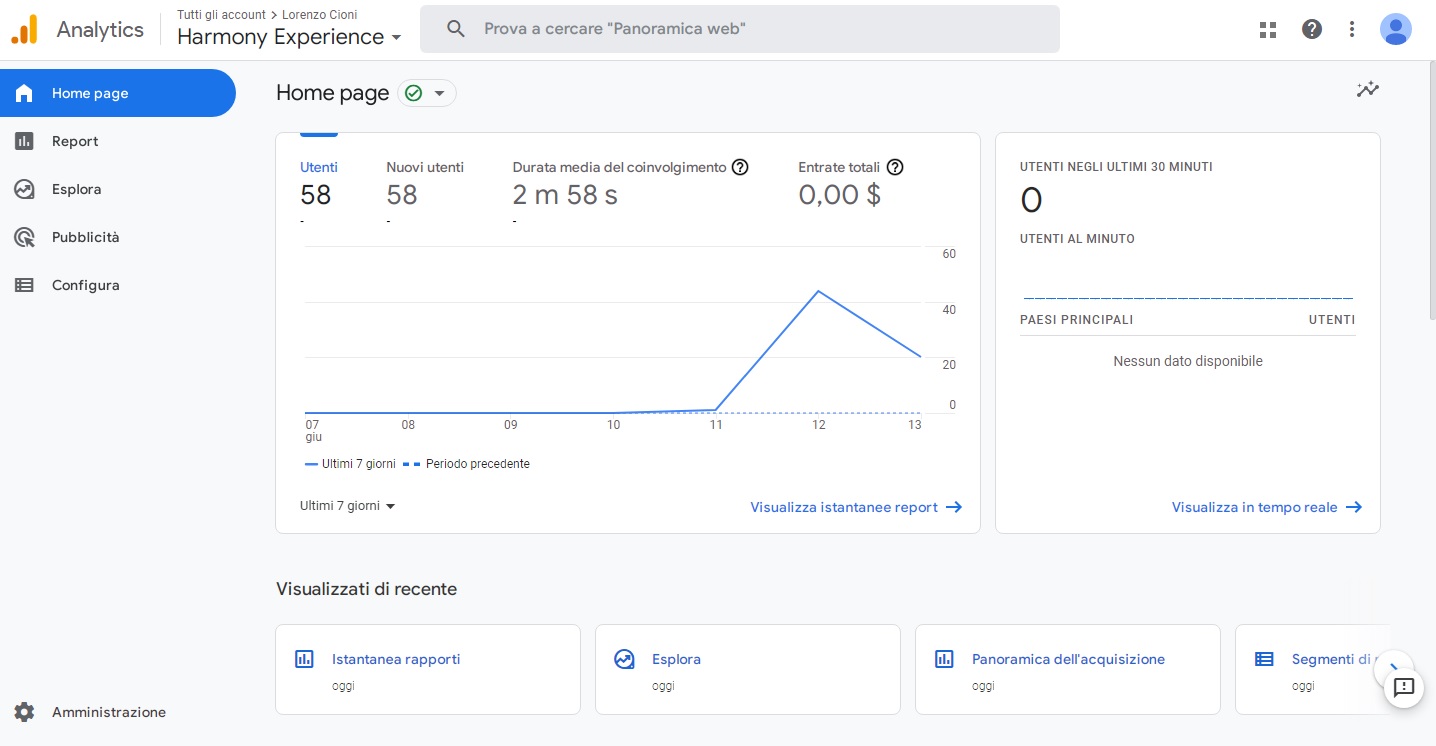 Analytics
Tutti gli account > Lorenzo Cioni
Harmony Experience
Prova a cercare "Panoramica web"
Home page
Report
Esplora
Pubblicità
Configura
Amministrazione
Home page
Utenti
58
-
Nuovi utenti
58
-
Durata media del coinvolgimento
2 m 58 s
-
Entrate totali
0,00 $
60
40
20
0
07 08 09 10 11 12 13
giu
Ultimi 7 giorni Periodo precedente
Ultimi 7 giorni
Visualizza istantanee report
UTENTI NEGLI ULTIMI 30 MINUTI
0
UTENTI AL MINUTO
PAESI PRINCIPALI UTENTI
Nessun dato disponibile
Visualizza in tempo reale
Visualizzati di recente
Istantanea rapporti
oggi
Esplora
oggi
Panoramica dell'acquisizione
oggi
Segmenti di
oggi